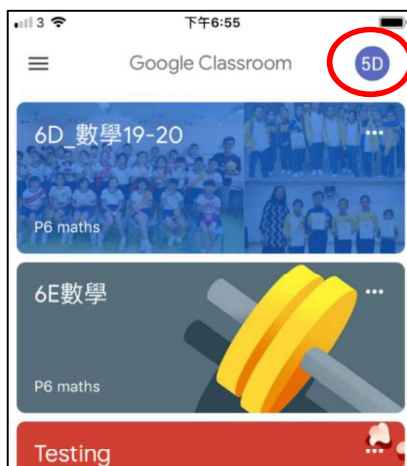 3 下午6:55
Google Classroom 5D
6D_數學19-20
P6 maths
6E數學
P6 maths
Testing